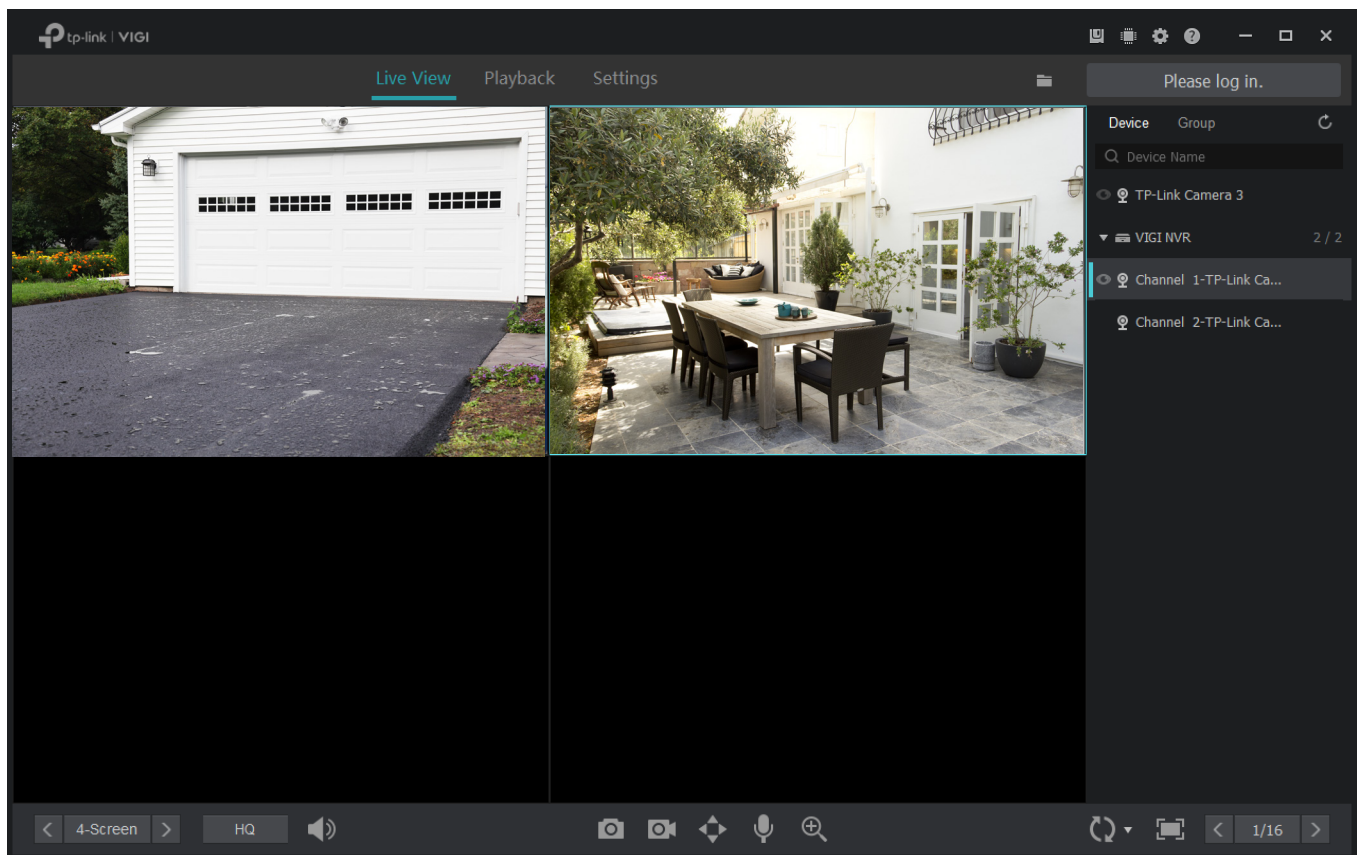 tp-link | VIGI
Live View Playback Settings
Please log in.
Device Group
Device Name
TP-Link Camera 3
VIGI NVR 2 / 2
Channel 1-TP-Link Ca...
Channel 2-TP-Link Ca...
4-Screen HQ 1/16